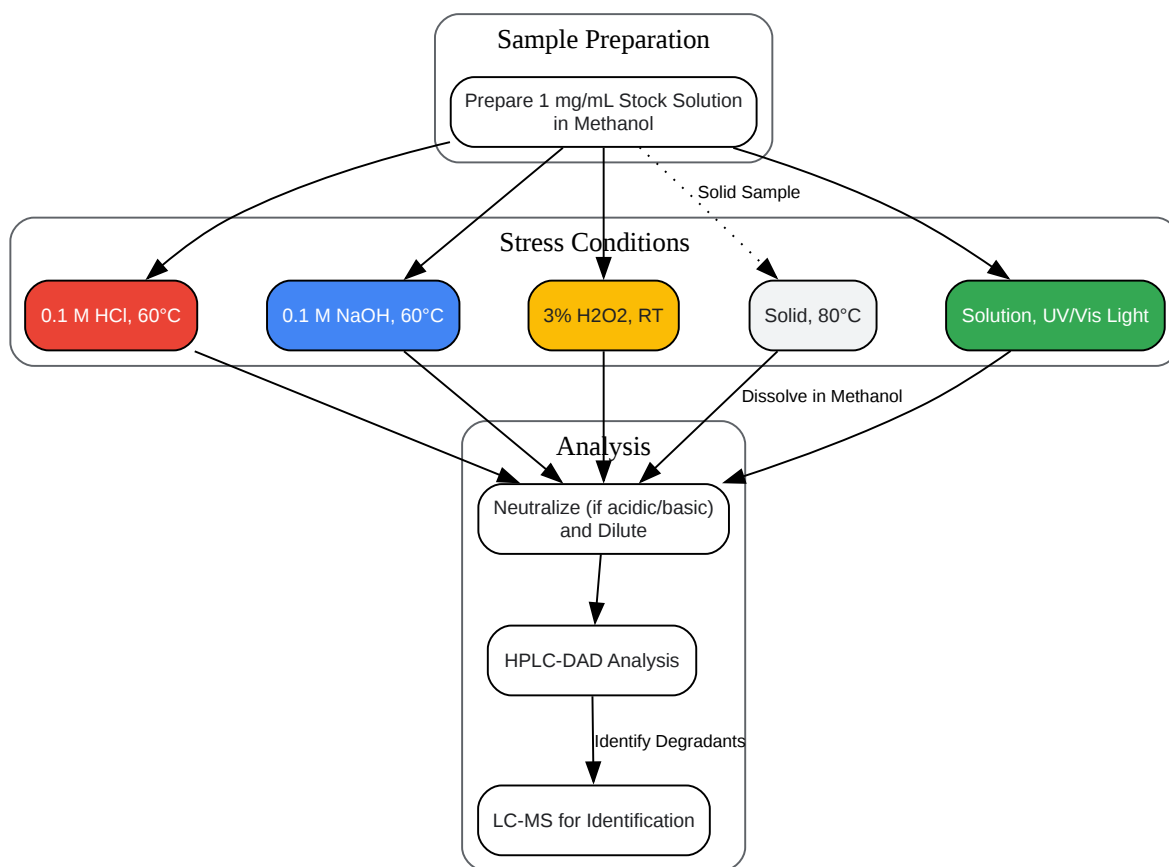 Sample Preparation
Prepare 1 mg/mL Stock Solution
in Methanol
Solid Sample
Stress Conditions
0.1 M HCl, 60°C
0.1 M NaOH, 60°C
3% H2O2, RT
Solid, 80°C
Solution, UV/Vis Light
Dissolve in Methanol
Analysis
Neutralize (if acidic/basic)
and Dilute
HPLC-DAD Analysis
Identify Degradants
LC-MS for Identification